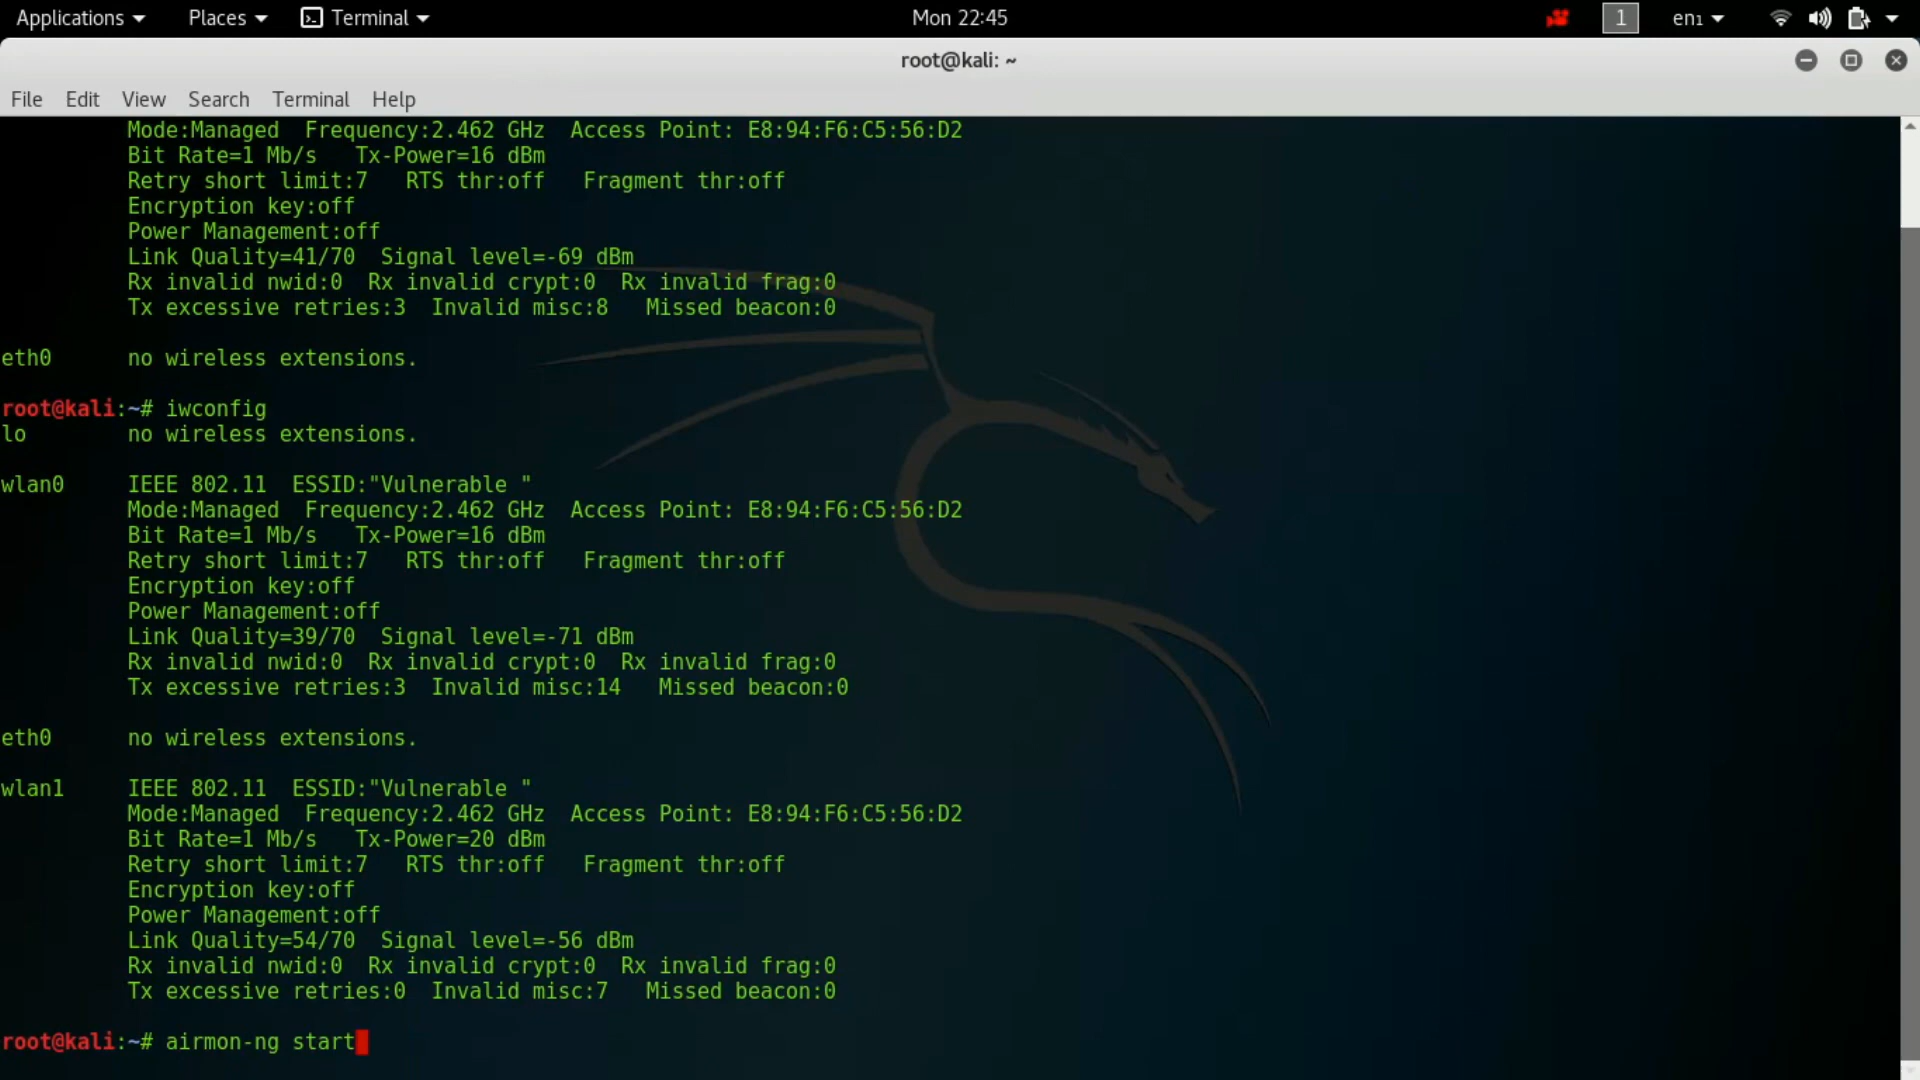 Applications Places Terminal Mon 22:45 1 en₁
root@kali: ~
File Edit View Search Terminal Help
Mode:Managed  Frequency:2.462 GHz  Access Point: E8:94:F6:C5:56:D2
Bit Rate=1 Mb/s   Tx-Power=16 dBm
Retry short limit:7   RTS thr:off   Fragment thr:off
Encryption key:off
Power Management:off
Link Quality=41/70  Signal level=-69 dBm
Rx invalid nwid:0  Rx invalid crypt:0  Rx invalid frag:0
Tx excessive retries:3  Invalid misc:8   Missed beacon:0
eth0      no wireless extensions.
root@kali:~# iwconfig
lo        no wireless extensions.
wlan0     IEEE 802.11  ESSID:"Vulnerable "
Mode:Managed  Frequency:2.462 GHz  Access Point: E8:94:F6:C5:56:D2
Bit Rate=1 Mb/s   Tx-Power=16 dBm
Retry short limit:7   RTS thr:off   Fragment thr:off
Encryption key:off
Power Management:off
Link Quality=39/70  Signal level=-71 dBm
Rx invalid nwid:0  Rx invalid crypt:0  Rx invalid frag:0
Tx excessive retries:3  Invalid misc:14   Missed beacon:0
eth0      no wireless extensions.
wlan1     IEEE 802.11  ESSID:"Vulnerable "
Mode:Managed  Frequency:2.462 GHz  Access Point: E8:94:F6:C5:56:D2
Bit Rate=1 Mb/s   Tx-Power=20 dBm
Retry short limit:7   RTS thr:off   Fragment thr:off
Encryption key:off
Power Management:off
Link Quality=54/70  Signal level=-56 dBm
Rx invalid nwid:0  Rx invalid crypt:0  Rx invalid frag:0
Tx excessive retries:0  Invalid misc:7   Missed beacon:0
root@kali:~# airmon-ng start